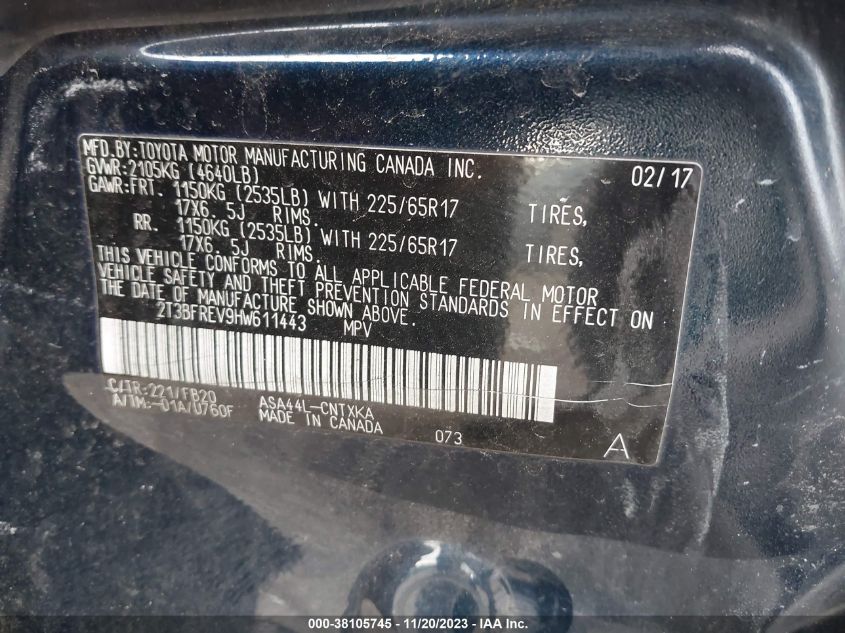 MFD.BY:TOYOTA MOTOR MANUFACTURING CANADA INC. 02/17
GVWR:2105KG (4640LB)
GAWR:FRT. 1150KG (2535LB) WITH 225/65R17 TIRES,
17X6. 5J RIMS.
RR. 1150KG (2535LB) WITH 225/65R17 TIRES,
17X6. 5J RIMS.
THIS VEHICLE CONFORMS TO ALL APPLICABLE FEDERAL MOTOR
VEHICLE SAFETY AND THEFT PREVENTION STANDARDS IN EFFECT ON
THE DATE OF MANUFACTURE SHOWN ABOVE.
2T3BFREV9HW611443 MPV
C/TR:221/FB20 ASA44L-CNTXKA
A/TM:-01A/U760F MADE IN CANADA 073 A
000-38105745 - 11/20/2023 - IAA Inc.